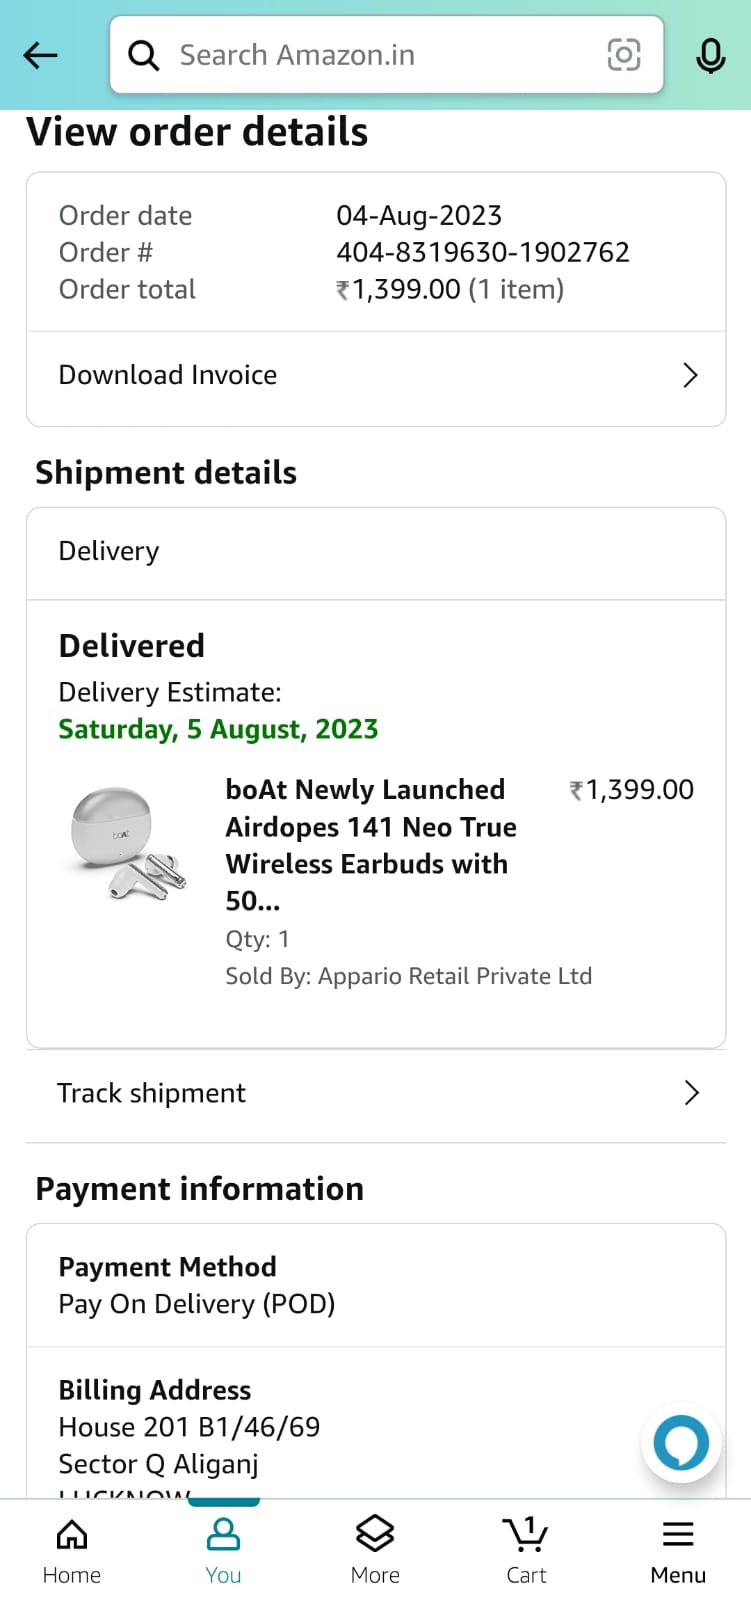 Search Amazon.in
View order details
Order date 04-Aug-2023
Order # 404-8319630-1902762
Order total ₹1,399.00 (1 item)
Download Invoice
Shipment details
Delivery
Delivered
Delivery Estimate:
Saturday, 5 August, 2023
boAt
boAt Newly Launched ₹1,399.00
Airdopes 141 Neo True
Wireless Earbuds with
50...
Qty: 1
Sold By: Appario Retail Private Ltd
Track shipment
Payment information
Payment Method
Pay On Delivery (POD)
Billing Address
House 201 B1/46/69
Sector Q Aliganj
LUCKNOW
1
Home You More Cart Menu